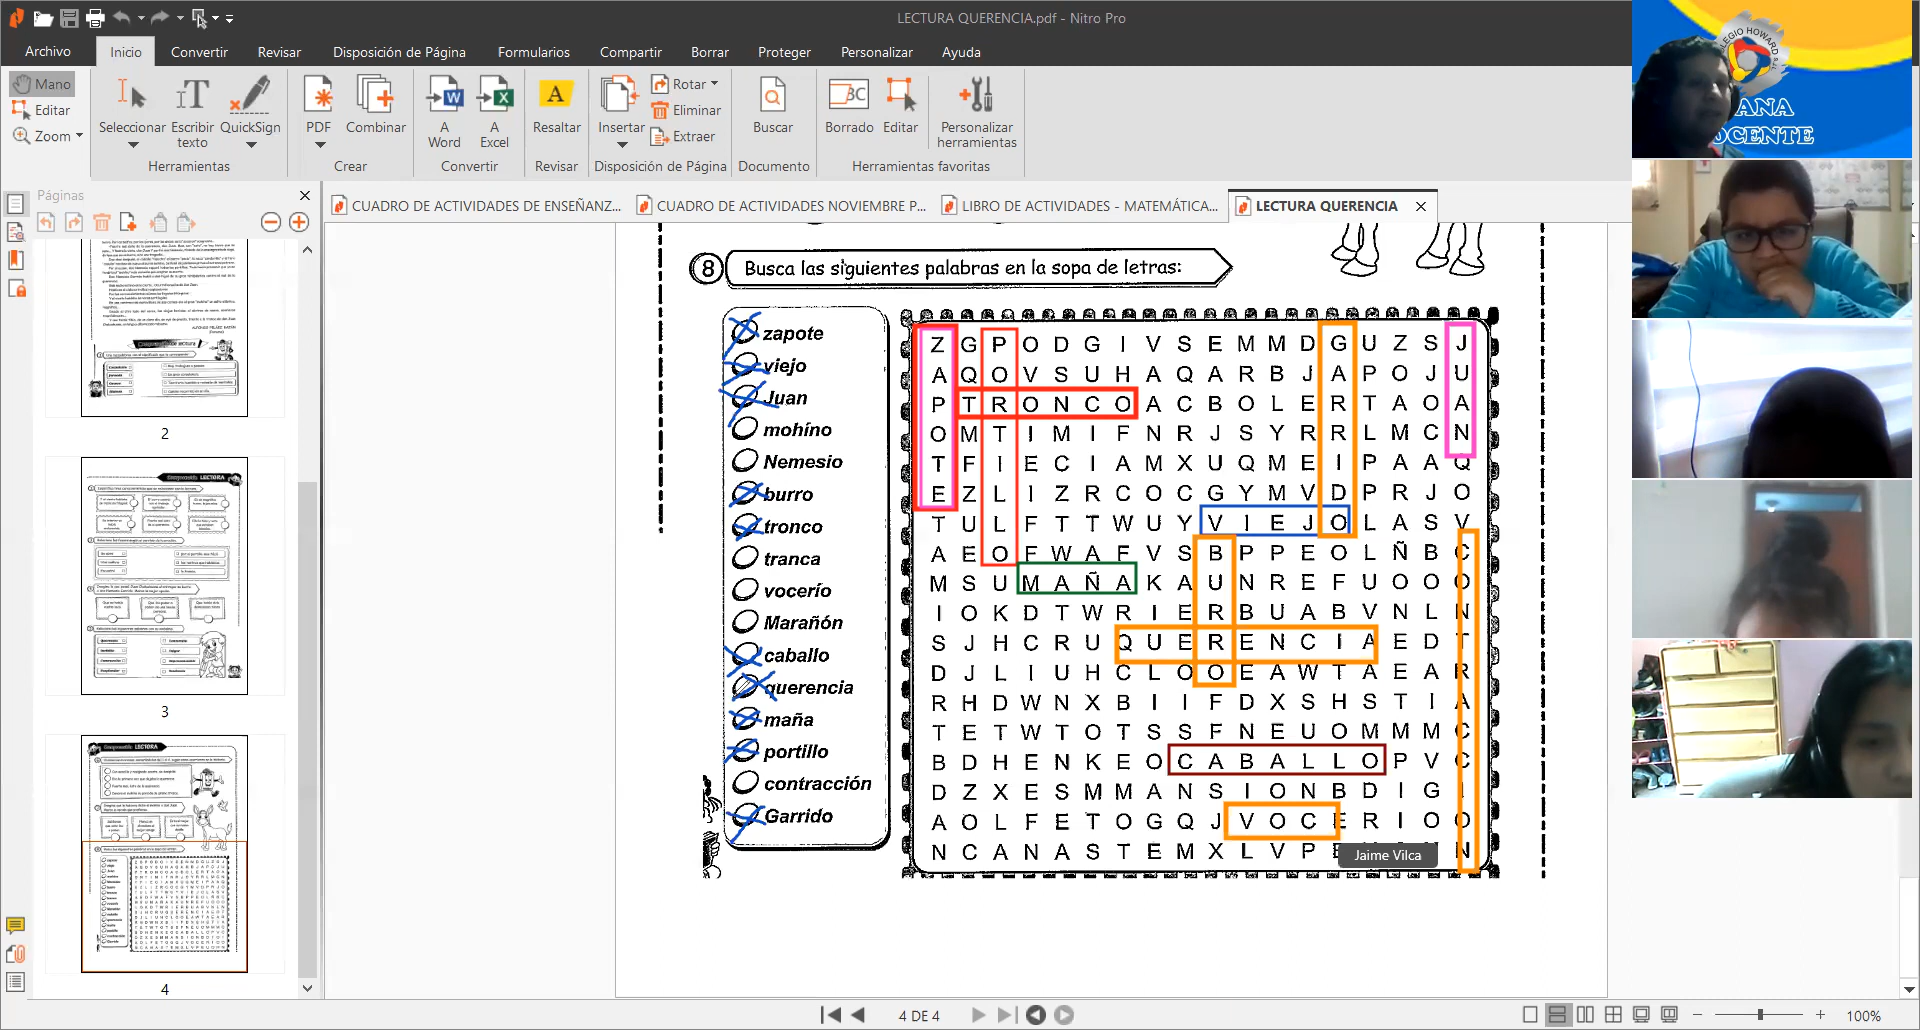 LECTURA QUERENCIA.pdf - Nitro Pro
Archivo Inicio Convertir Revisar Disposición de Página Formularios Compartir Borrar Proteger Personalizar Ayuda
Mano
Editar
Zoom
Seleccionar
Escribir texto
QuickSign
Herramientas
PDF
Combinar
Crear
A Word
A Excel
Convertir
Resaltar
Revisar
Insertar
Rotar
Eliminar
Extraer
Disposición de Página
Buscar
Documento
Borrado
Editar
Personalizar herramientas
Herramientas favoritas
Páginas
CUADRO DE ACTIVIDADES DE ENSEÑANZ...
CUADRO DE ACTIVIDADES NOVIEMBRE P...
LIBRO DE ACTIVIDADES - MATEMÁTICA...
LECTURA QUERENCIA
2
3
4
8 Busca las siguientes palabras en la sopa de letras:
zapote
viejo
Juan
mohíno
Nemesio
burro
tronco
tranca
vocerío
Marañón
caballo
querencia
maña
portillo
contracción
Garrido
Z G P O D G I V S E M M D G U Z S J
A Q O V S U H A Q A R B J A P O J U
P T R O N C O A C B O L E R T A O A
O M T I M I F N R J S Y R R L M C N
T F I E C I A M X U Q M E I P A A Q
E Z L I Z R C O C G Y M V D P R J O
T U L F T T W U Y V I E J O L A S V
A E O F W A F V S B P P E O L Ñ B C
M S U M A Ñ A K A U N R E F U O O O
I O K D T W R I E R B U A B V N L N
S J H C R U Q U E R E N C I A E D T
D J L I U H C L O O E A W T A E A R
R H D W N X B I I F D X S H S T I A
T E T W T O T S S F N E U O M M M C
B D H E N K E O C A B A L L O P V C
D Z X E S M M A N S I O N B D I G I
A O L F E T O G Q J V O C E R I O O
N C A N A S T E M X L V P E N
Jaime Vilca
4 DE 4
100%
HOWARD
DOCENTE